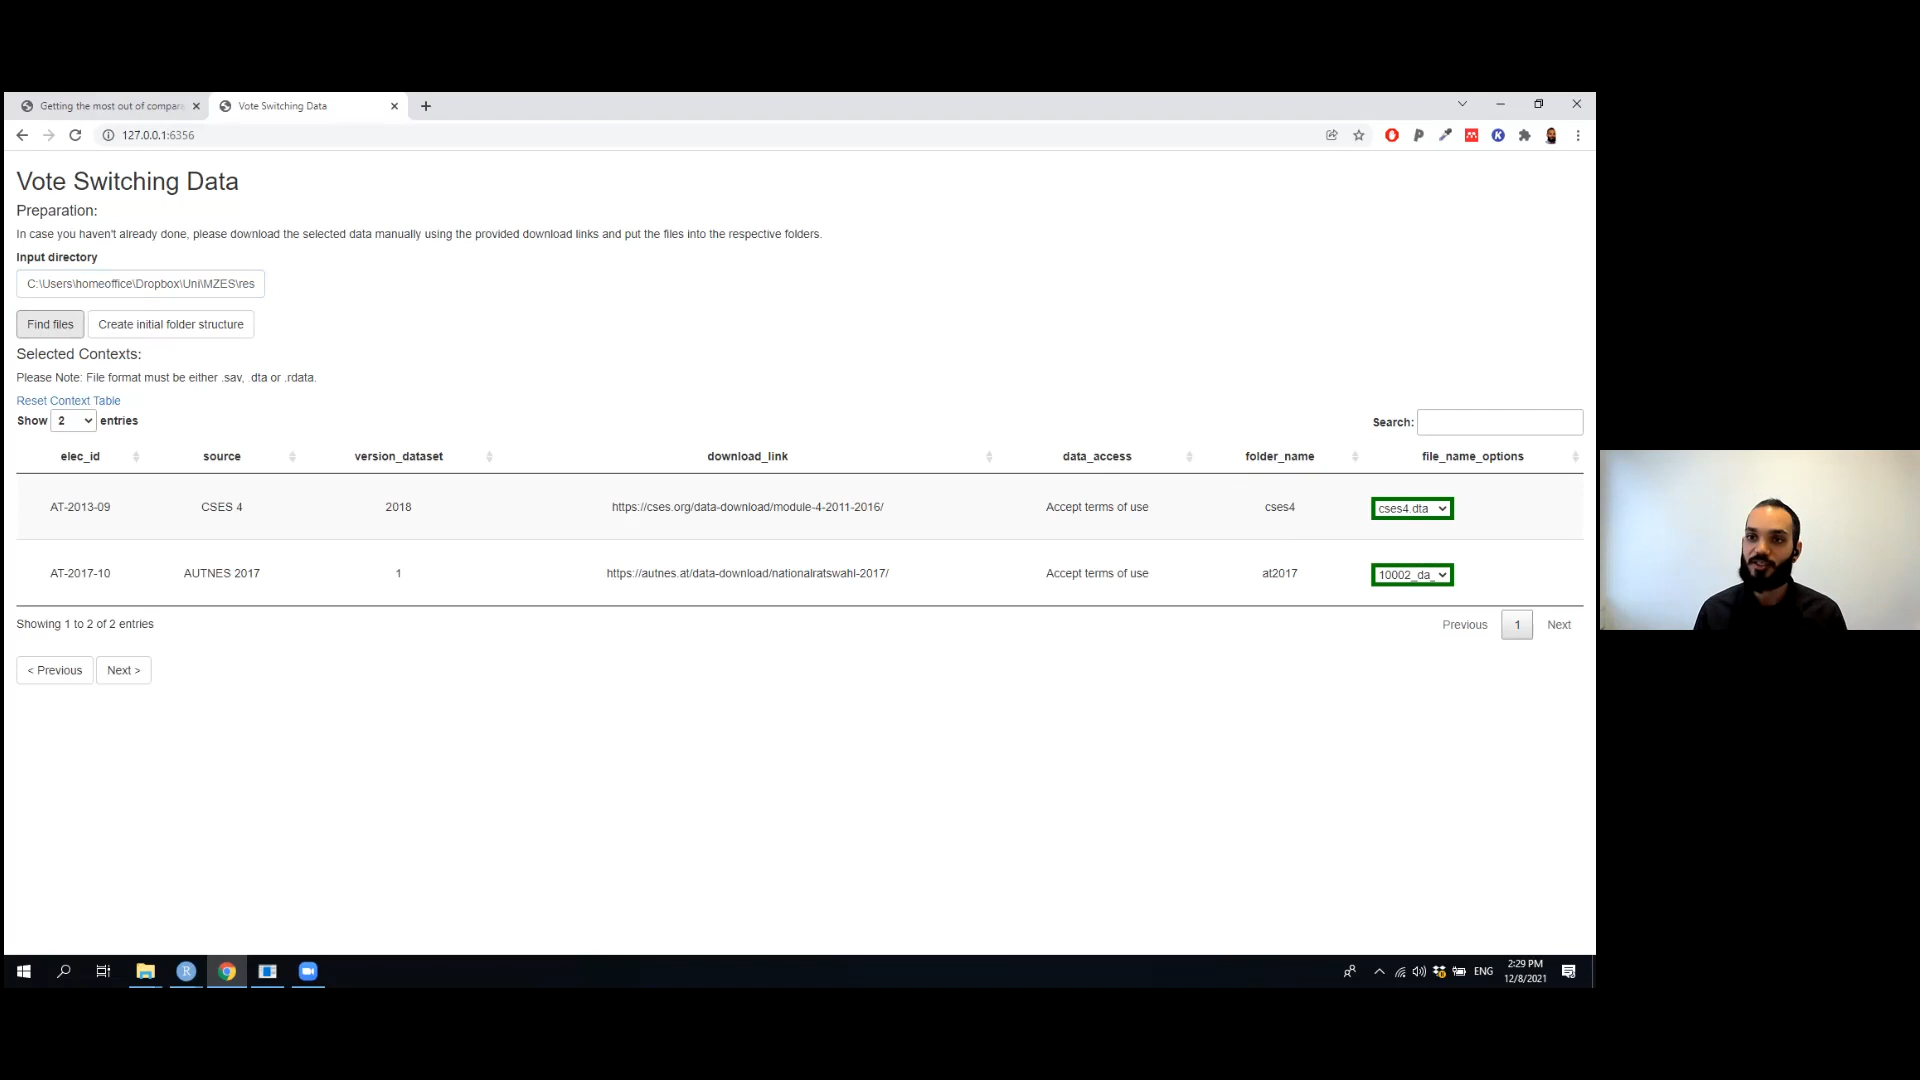 Getting the most out of compar
Vote Switching Data
127.0.0.1:6356
Vote Switching Data
Preparation:
In case you haven't already done, please download the selected data manually using the provided download links and put the files into the respective folders.
Input directory
C:\Users\homeoffice\Dropbox\Uni\MZES\res
Find files Create initial folder structure
Selected Contexts:
Please Note: File format must be either .sav, .dta or .rdata.
Reset Context Table
Show 2 entries
Search:
elec_id source version_dataset download_link data_access folder_name file_name_options
AT-2013-09 CSES 4 2018 https://cses.org/data-download/module-4-2011-2016/ Accept terms of use cses4 cses4.dta
AT-2017-10 AUTNES 2017 1 https://autnes.at/data-download/nationalratswahl-2017/ Accept terms of use at2017 10002_da_
Showing 1 to 2 of 2 entries
Previous 1 Next
< Previous Next >
R
ENG
2:29 PM
12/8/2021